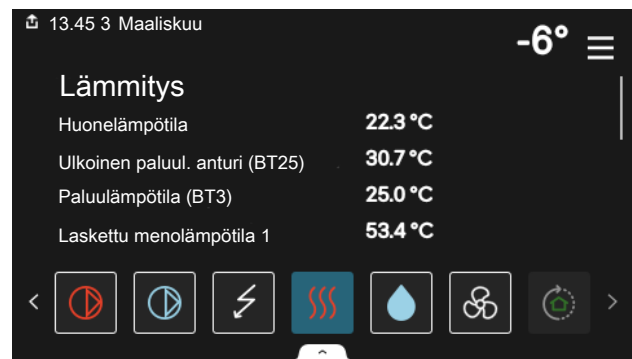 13.45 3 Maaliskuu
-6°
Lämmitys
Huonelämpötila 22.3 °C
Ulkoinen paluul. anturi (BT25) 30.7 °C
Paluulämpötila (BT3) 25.0 °C
Laskettu menolämpötila 1 53.4 °C